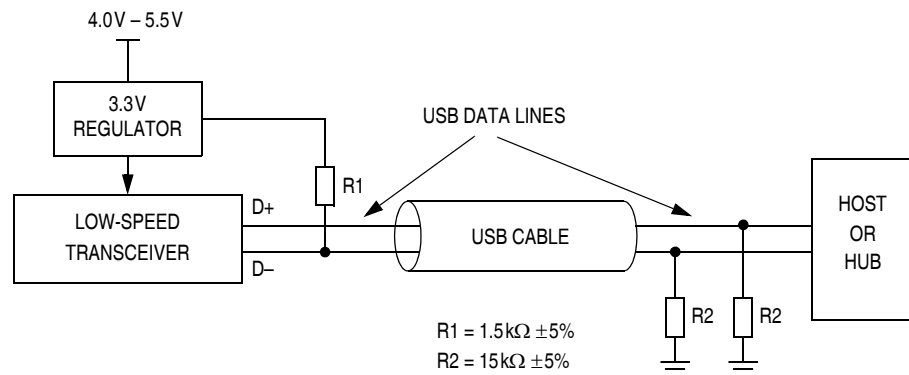 4.0V – 5.5V
3.3V
REGULATOR
USB DATA LINES
R1
D+
LOW-SPEED
TRANSCEIVER
D–
USB CABLE
HOST
OR
HUB
R2
R2
R1 = 1.5kΩ ±5%
R2 = 15kΩ ±5%